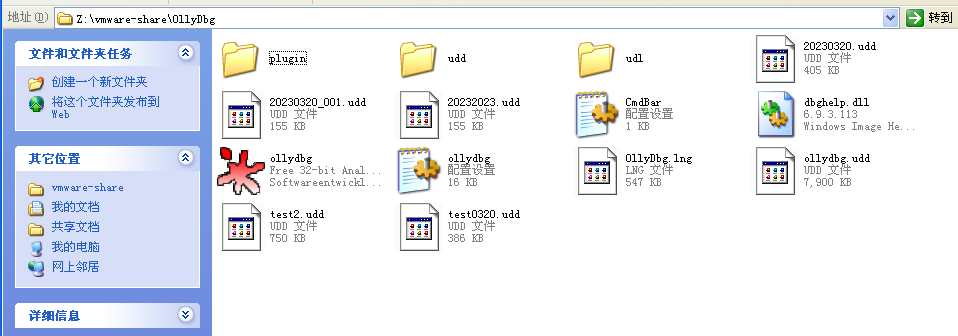 地址(D)
Z:\vmware-share\OllyDbg
转到
文件和文件夹任务
创建一个新文件夹
将这个文件夹发布到
Web
其它位置
vmware-share
我的文档
共享文档
我的电脑
网上邻居
详细信息
plugin
udd
udl
20230320.udd
UDD 文件
405 KB
20230320_001.udd
UDD 文件
155 KB
20232023.udd
UDD 文件
155 KB
CmdBar
配置设置
1 KB
dbghelp.dll
6.9.3.113
Windows Image He...
ollydbg
Free 32-bit Anal...
Softwareentwickl...
ollydbg
配置设置
16 KB
OllyDbg.lng
LNG 文件
547 KB
ollydbg.udd
UDD 文件
7,900 KB
test2.udd
UDD 文件
750 KB
test0320.udd
UDD 文件
386 KB